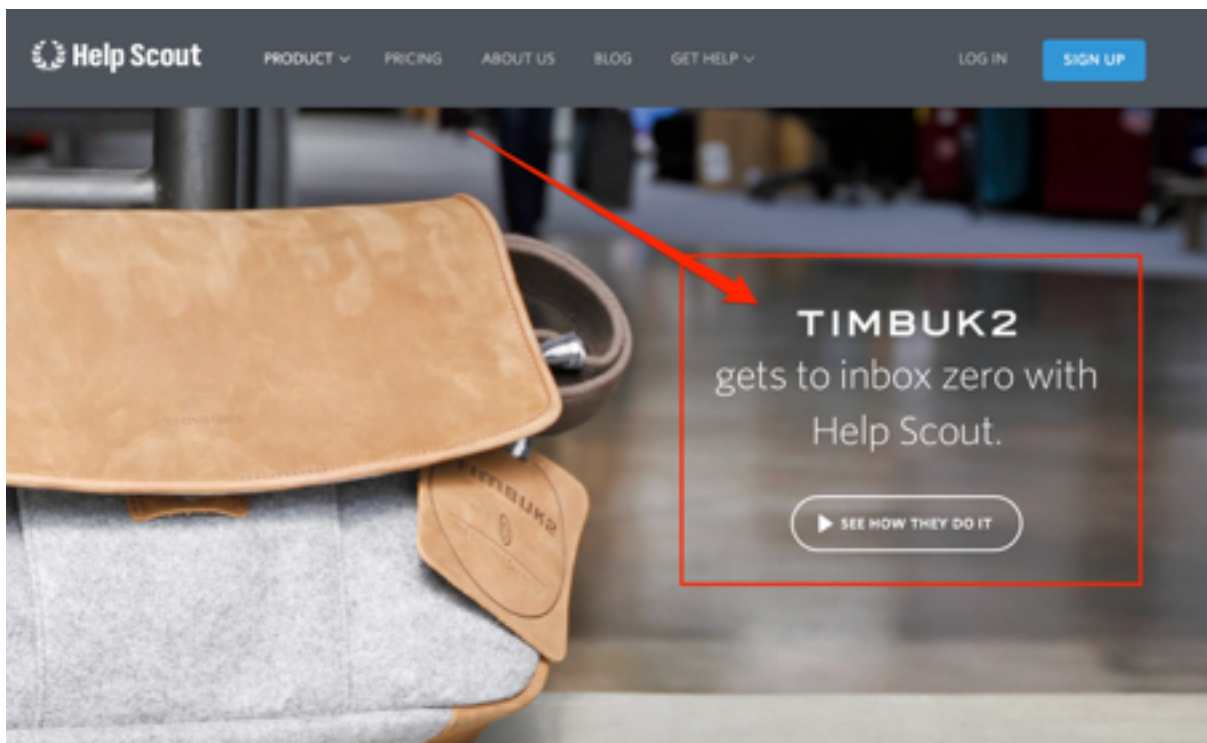 Help Scout
PRODUCT PRICING ABOUT US BLOG GET HELP LOG IN SIGN UP
TIMBUK2
gets to inbox zero with
Help Scout.
SEE HOW THEY DO IT
TIMBUK2